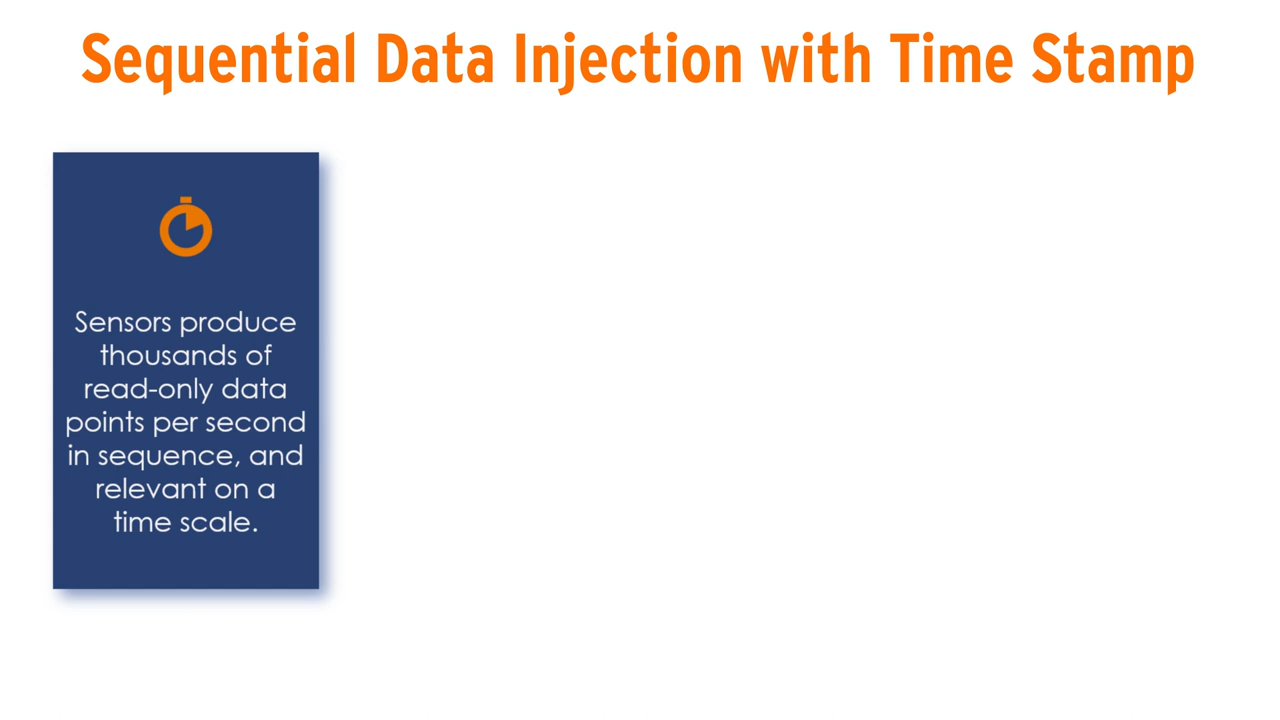 Sequential Data Injection with Time Stamp
Sensors produce
thousands of
read-only data
points per second
in sequence, and
relevant on a
time scale.